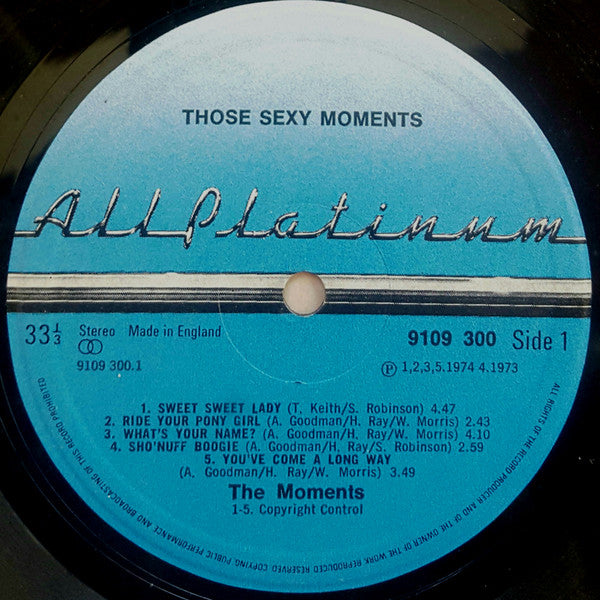 THOSE SEXY MOMENTS
All Platinum
33⅓ Stereo Made in England 9109 300 Side 1
9109 300.1 Ⓟ 1,2,3,5.1974 4.1973
1. SWEET SWEET LADY (T. Keith/S. Robinson) 4.47
2. RIDE YOUR PONY GIRL (A. Goodman/H. Ray/W. Morris) 2.43
3. WHAT'S YOUR NAME? (A. Goodman/H. Ray/W. Morris) 4.10
4. SHO'NUFF BOOGIE (A. Goodman/H. Ray/S. Robinson) 2.59
5. YOU'VE COME A LONG WAY
(A. Goodman/H. Ray/W. Morris) 3.49
The Moments
1-5. Copyright Control
ALL RIGHTS OF THE RECORD PRODUCER AND OF THE OWNER OF THE WORK REPRODUCED RESERVED COPYING PUBLIC PERFORMANCE AND BROADCASTING OF THIS RECORD PROHIBITED